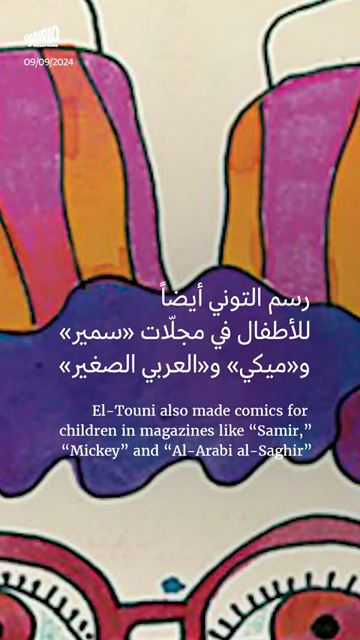 09/09/2024
رسم التوني أيضاً
للأطفال في مجلّات «سمير»
و«ميكي» و«العربي الصغير»
El-Touni also made comics for
children in magazines like “Samir,”
“Mickey” and “Al-Arabi al-Saghir”